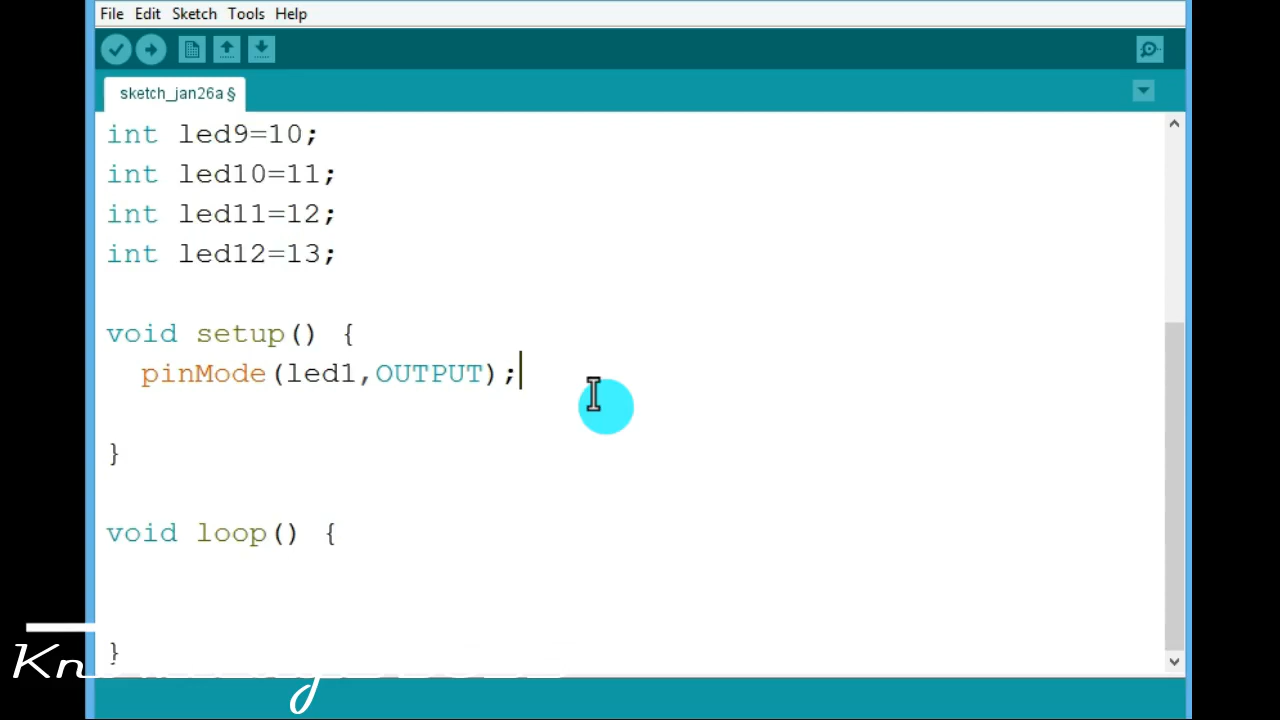 File Edit Sketch Tools Help
sketch_jan26a §
int led9=10;
int led10=11;
int led11=12;
int led12=13;
void setup() {
pinMode(led1,OUTPUT);
}
void loop() {
}